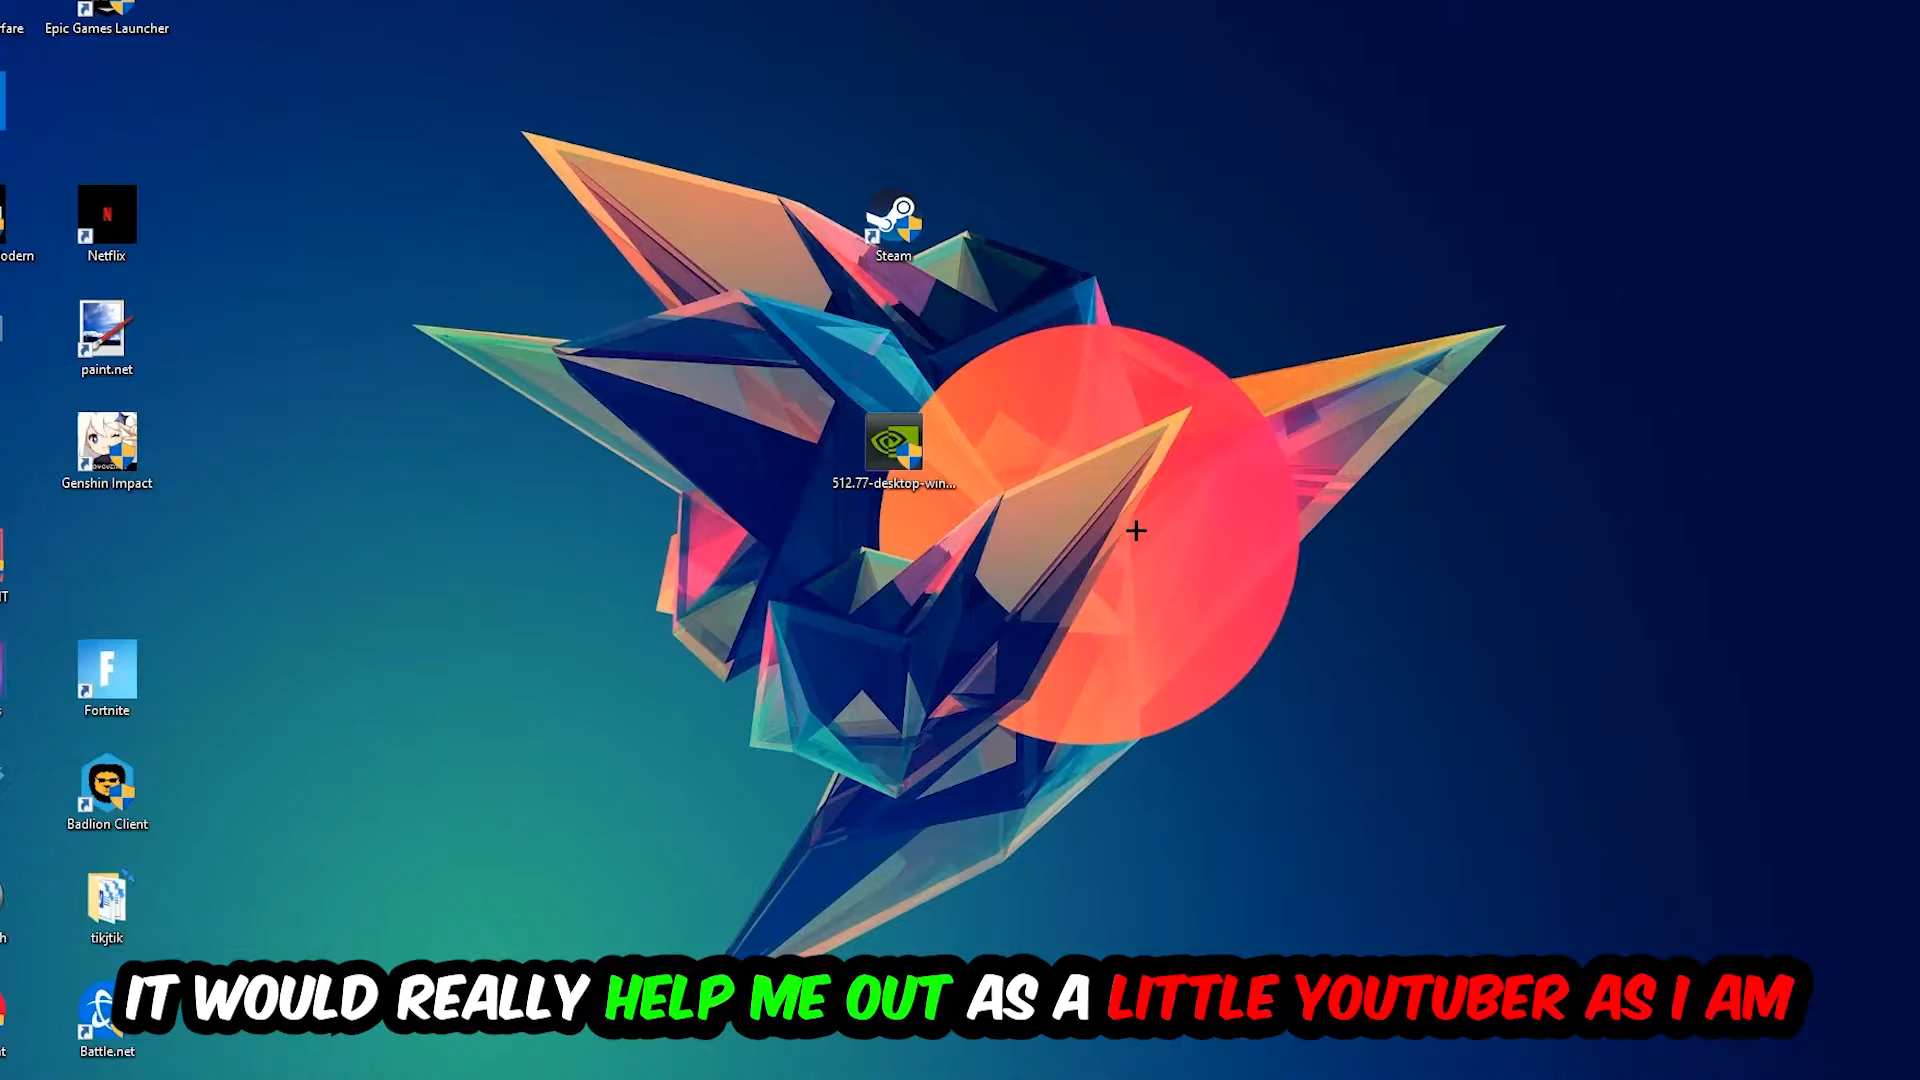 fare
Epic Games Launcher
odern
Netflix
Steam
paint.net
Genshin Impact
512.77-desktop-win...
IT
F
Fortnite
s
Badlion Client
h
tikjtik
IT WOULD REALLY HELP ME OUT AS A LITTLE YOUTUBER AS I AM
t
Battle.net